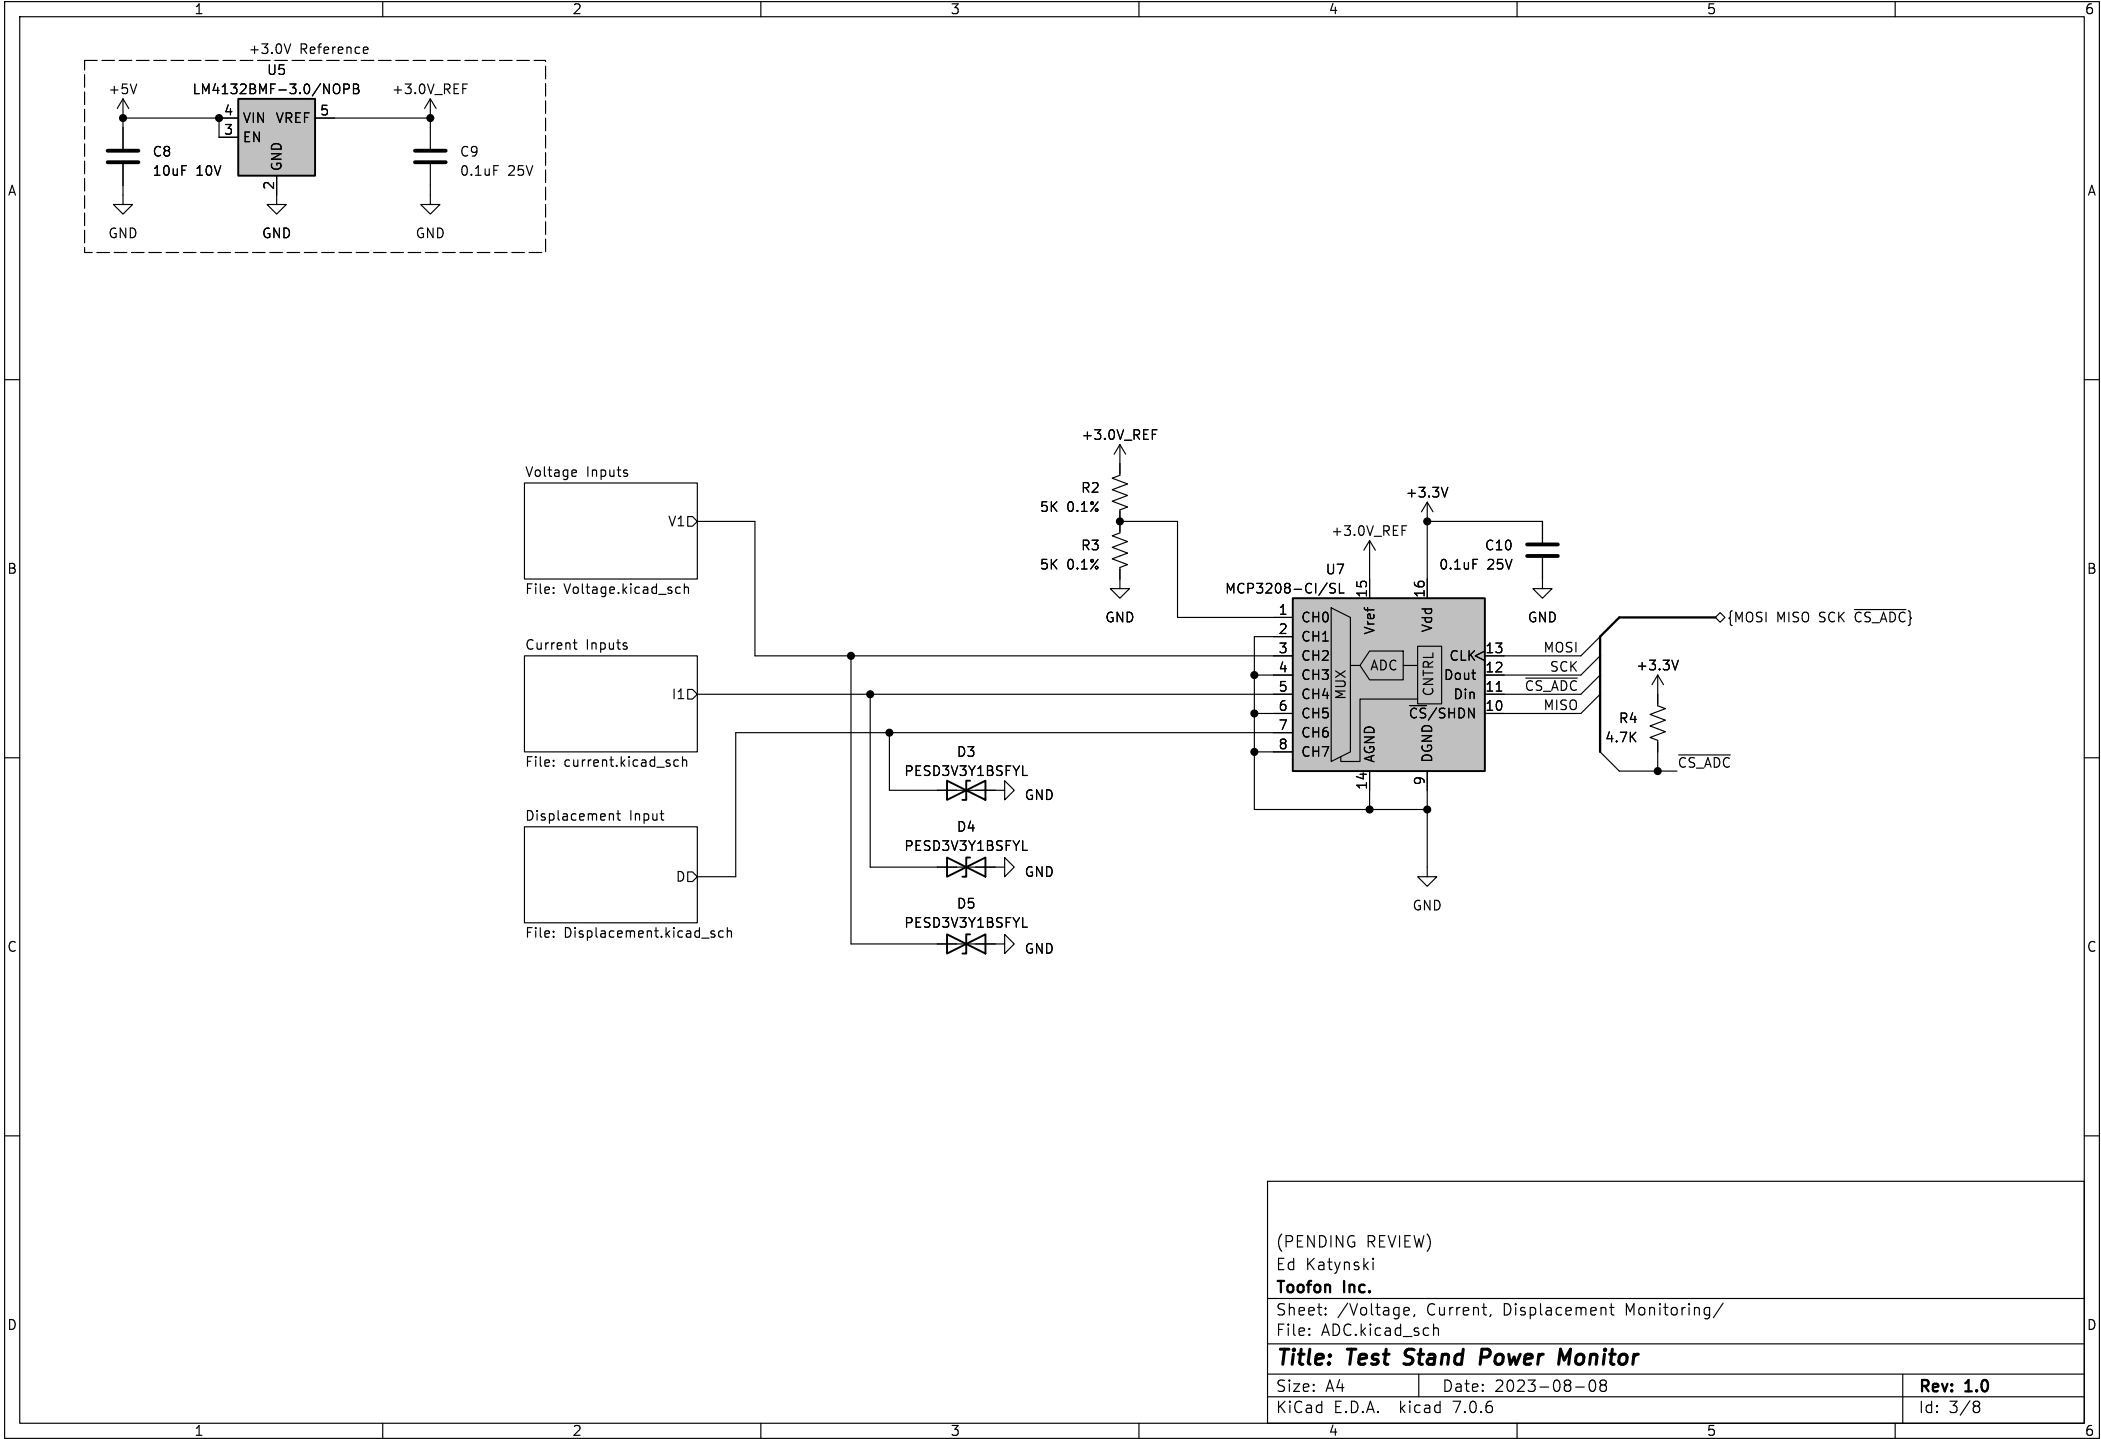 1 2 3 4 5 6
+3.0V Reference
U5
LM4132BMF-3.0/NOPB
+5V
+3.0V_REF
4 VIN VREF 5
3 EN
GND
2
C8
10uF 10V
C9
0.1uF 25V
GND
GND
GND
A A
+3.0V_REF
R2
5K 0.1%
R3
5K 0.1%
GND
Voltage Inputs
V1
File: Voltage.kicad_sch
Current Inputs
I1
File: current.kicad_sch
Displacement Input
D
File: Displacement.kicad_sch
B B
+3.3V
+3.0V_REF
C10
0.1uF 25V
GND
U7
MCP3208-CI/SL
15 16
Vref Vdd
1 CH0
2 CH1
3 CH2
4 CH3
5 CH4
6 CH5
7 CH6
8 CH7
MUX
ADC
CNTRL
CLK 13 MOSI
Dout 12 SCK
Din 11 C̅S̅_̅A̅D̅C̅
C̅S̅/SHDN 10 MISO
AGND DGND
14 9
GND
{MOSI MISO SCK C̅S̅_̅A̅D̅C̅}
+3.3V
R4
4.7K
C̅S̅_̅A̅D̅C̅
D3
PESD3V3Y1BSFYL
GND
D4
PESD3V3Y1BSFYL
GND
D5
PESD3V3Y1BSFYL
GND
C C
(PENDING REVIEW)
Ed Katynski
Toofon Inc.
Sheet: /Voltage, Current, Displacement Monitoring/
File: ADC.kicad_sch
Title: Test Stand Power Monitor
Size: A4 Date: 2023-08-08 Rev: 1.0
KiCad E.D.A. kicad 7.0.6 Id: 3/8
D D
1 2 3 4 5 6